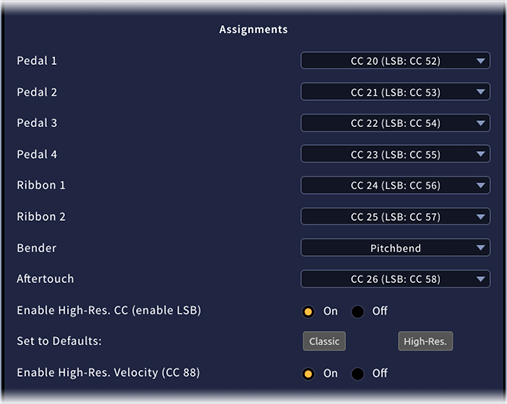 Assignments
Pedal 1 CC 20 (LSB: CC 52)
Pedal 2 CC 21 (LSB: CC 53)
Pedal 3 CC 22 (LSB: CC 54)
Pedal 4 CC 23 (LSB: CC 55)
Ribbon 1 CC 24 (LSB: CC 56)
Ribbon 2 CC 25 (LSB: CC 57)
Bender Pitchbend
Aftertouch CC 26 (LSB: CC 58)
Enable High-Res. CC (enable LSB) On Off
Set to Defaults: Classic High-Res.
Enable High-Res. Velocity (CC 88) On Off